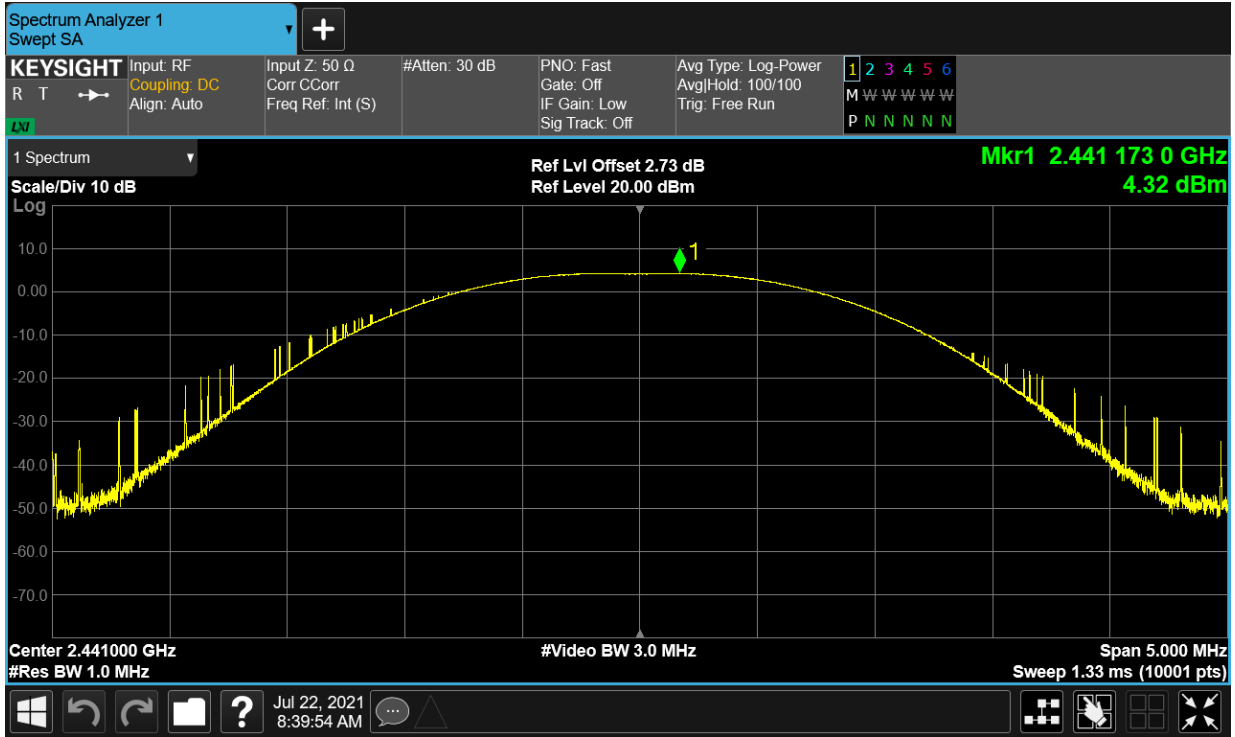 Spectrum Analyzer 1
Swept SA
+
KEYSIGHT
R T
LXI
Input: RF
Coupling: DC
Align: Auto
Input Z: 50 Ω
Corr CCorr
Freq Ref: Int (S)
#Atten: 30 dB
PNO: Fast
Gate: Off
IF Gain: Low
Sig Track: Off
Avg Type: Log-Power
Avg|Hold: 100/100
Trig: Free Run
1 2 3 4 5 6
M W W W W W
P N N N N N
1 Spectrum
Scale/Div 10 dB
Log
Ref Lvl Offset 2.73 dB
Ref Level 20.00 dBm
Mkr1 2.441 173 0 GHz
4.32 dBm
1
10.0
0.00
-10.0
-20.0
-30.0
-40.0
-50.0
-60.0
-70.0
Center 2.441000 GHz
#Res BW 1.0 MHz
#Video BW 3.0 MHz
Span 5.000 MHz
Sweep 1.33 ms (10001 pts)
?
Jul 22, 2021
8:39:54 AM